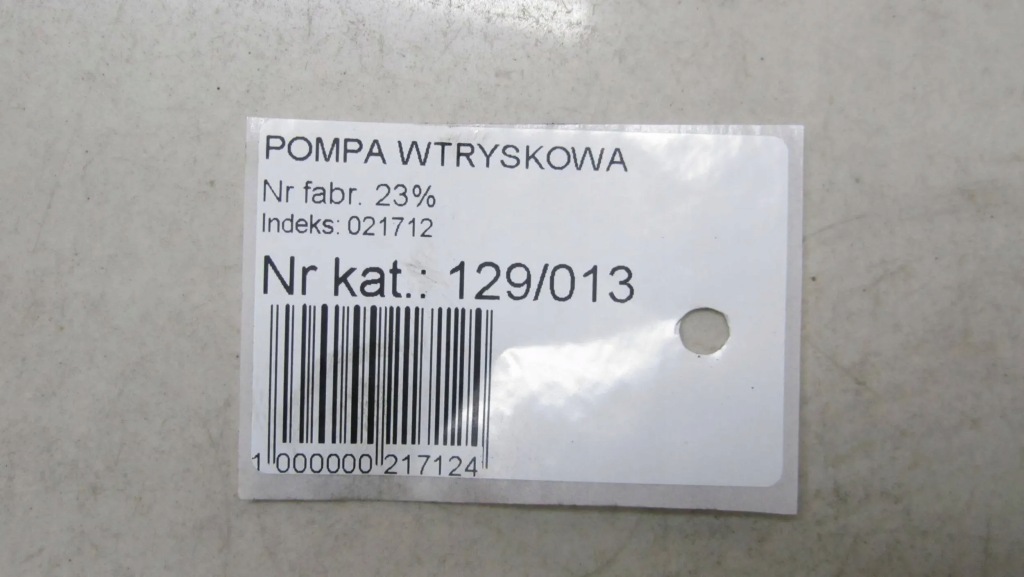 POMPA WTRYSKOWA
Nr fabr. 23%
Indeks: 021712
Nr kat.: 129/013
1 000000 217124